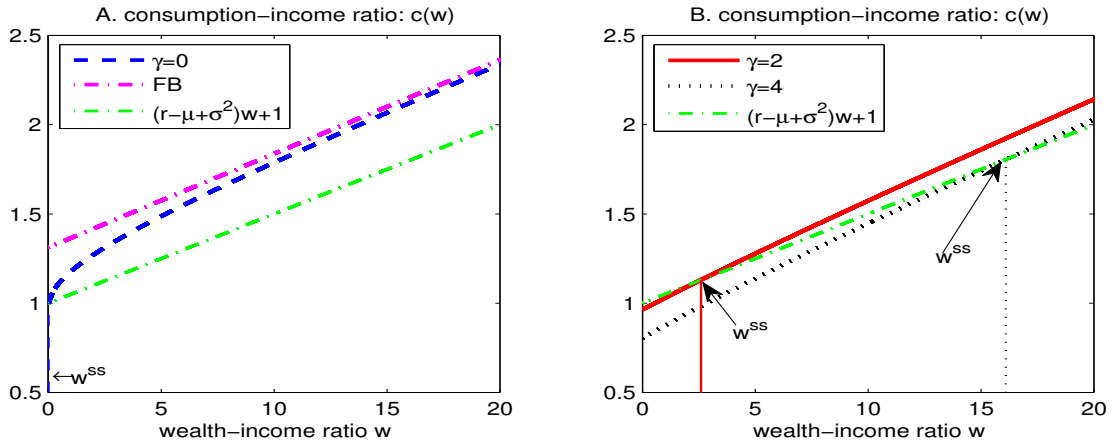 A. consumption−income ratio: c(w)
2.5
2
1.5
1
0.5
γ=0
FB
(r−μ+σ²)w+1
←w^ss
0 5 10 15 20
wealth−income ratio w
B. consumption−income ratio: c(w)
2.5
2
1.5
1
0.5
γ=2
γ=4
(r−μ+σ²)w+1
w^ss
w^ss
0 5 10 15 20
wealth−income ratio w